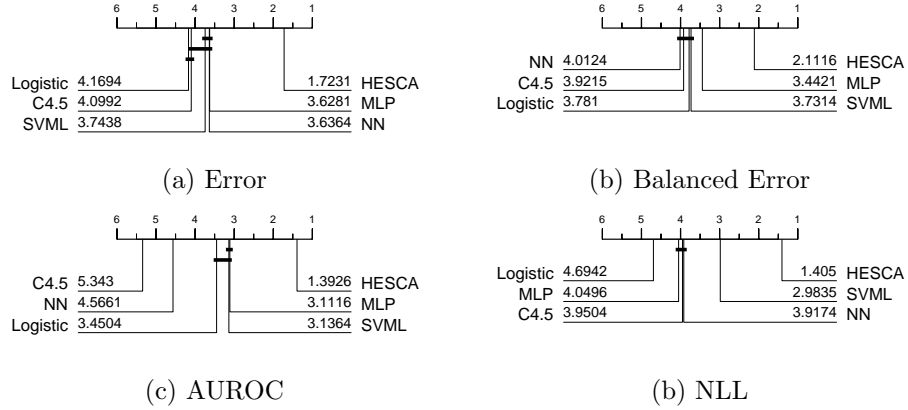 6 5 4 3 2 1
Logistic 4.1694 1.7231 HESCA
C4.5 4.0992 3.6281 MLP
SVML 3.7438 3.6364 NN
(a) Error
6 5 4 3 2 1
NN 4.0124 2.1116 HESCA
C4.5 3.9215 3.4421 MLP
Logistic 3.781 3.7314 SVML
(b) Balanced Error
6 5 4 3 2 1
C4.5 5.343 1.3926 HESCA
NN 4.5661 3.1116 MLP
Logistic 3.4504 3.1364 SVML
(c) AUROC
6 5 4 3 2 1
Logistic 4.6942 1.405 HESCA
MLP 4.0496 2.9835 SVML
C4.5 3.9504 3.9174 NN
(b) NLL